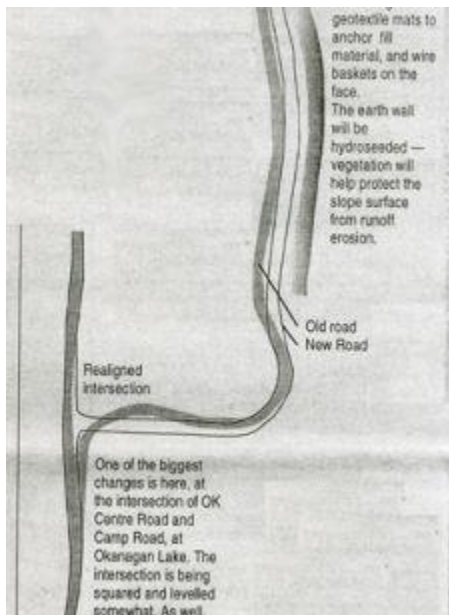 geotextile mats to
anchor fill
material, and wire
baskets on the
face.
The earth wall
will be
hydroseeded —
vegetation will
help protect the
slope surface
from runoff
erosion.
Old road
New Road
Realigned
intersection
One of the biggest
changes is here, at
the intersection of OK
Centre Road and
Camp Road, at
Okanagan Lake. The
intersection is being
squared and levelled
somewhat. As well,